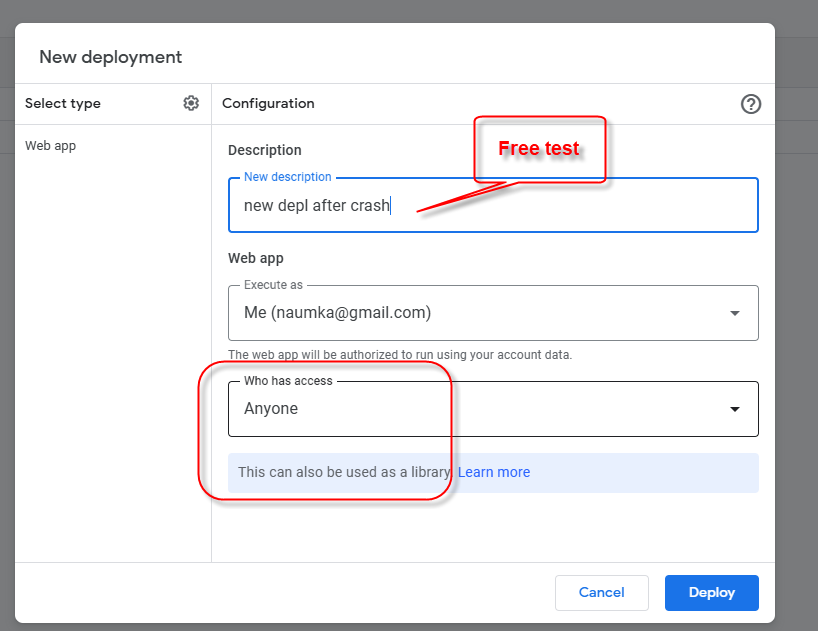 New deployment
Select type
Configuration
Web app
Description
Free test
New description
new depl after crash
Web app
Execute as
Me (naumka@gmail.com)
The web app will be authorized to run using your account data.
Who has access
Anyone
This can also be used as a library. Learn more
Cancel
Deploy